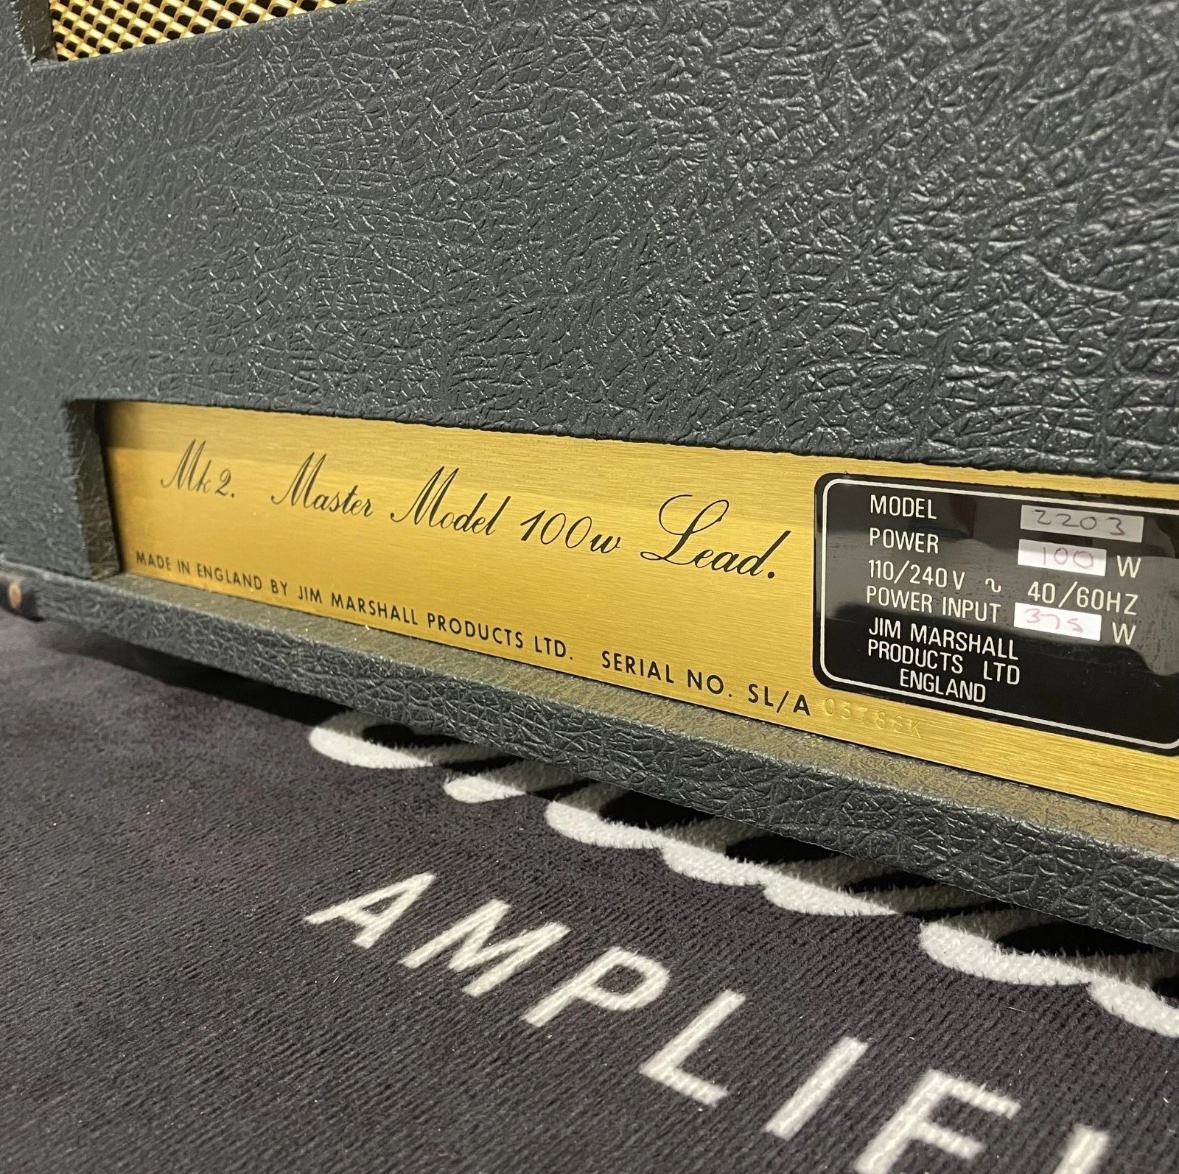 Mk2. Master Model 100w Lead.
MADE IN ENGLAND BY JIM MARSHALL PRODUCTS LTD. SERIAL NO. SL/A
MODEL 2203
POWER 100 W
110/240V ~ 40/60HZ
POWER INPUT 375 W
JIM MARSHALL
PRODUCTS LTD
ENGLAND